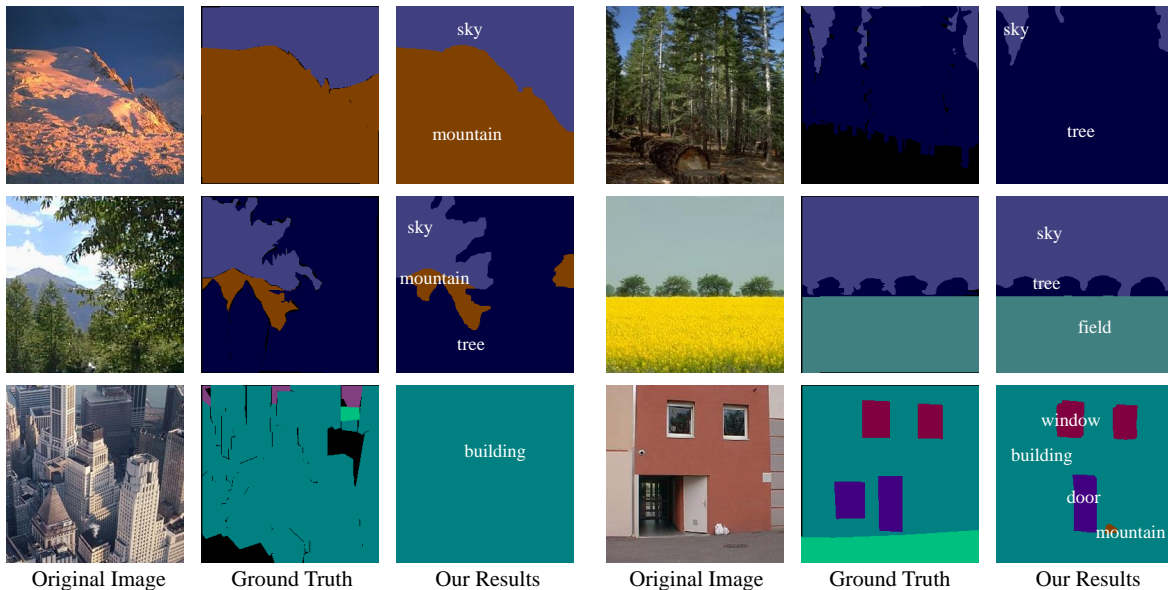 sky
mountain
sky
tree
sky
mountain
tree
sky
tree
field
building
window
building
door
mountain
Original Image
Ground Truth
Our Results
Original Image
Ground Truth
Our Results